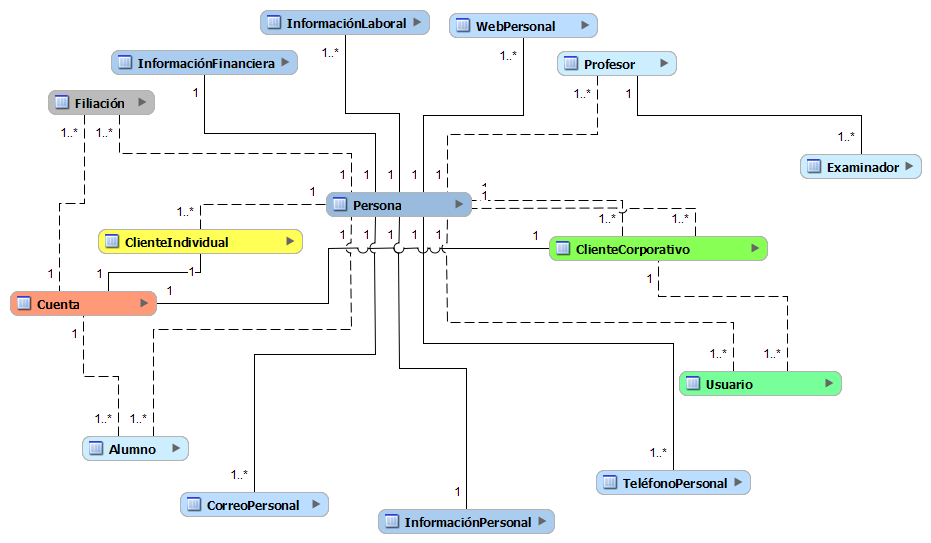 InformaciónLaboral
WebPersonal
1..*
1..*
InformaciónFinanciera
Profesor
1
1..*
1
Filiación
1..*
1..*
1..*
Examinador
1
1
1
1
1
1
1
1
Persona
1..*
1..*
1..*
1
1
1
1
1
1
ClienteIndividual
ClienteCorporativo
1
1
1
1
1
Cuenta
1
1..*
1..*
Usuario
1..*
1..*
Alumno
1..*
1..*
TeléfonoPersonal
1
CorreoPersonal
InformaciónPersonal